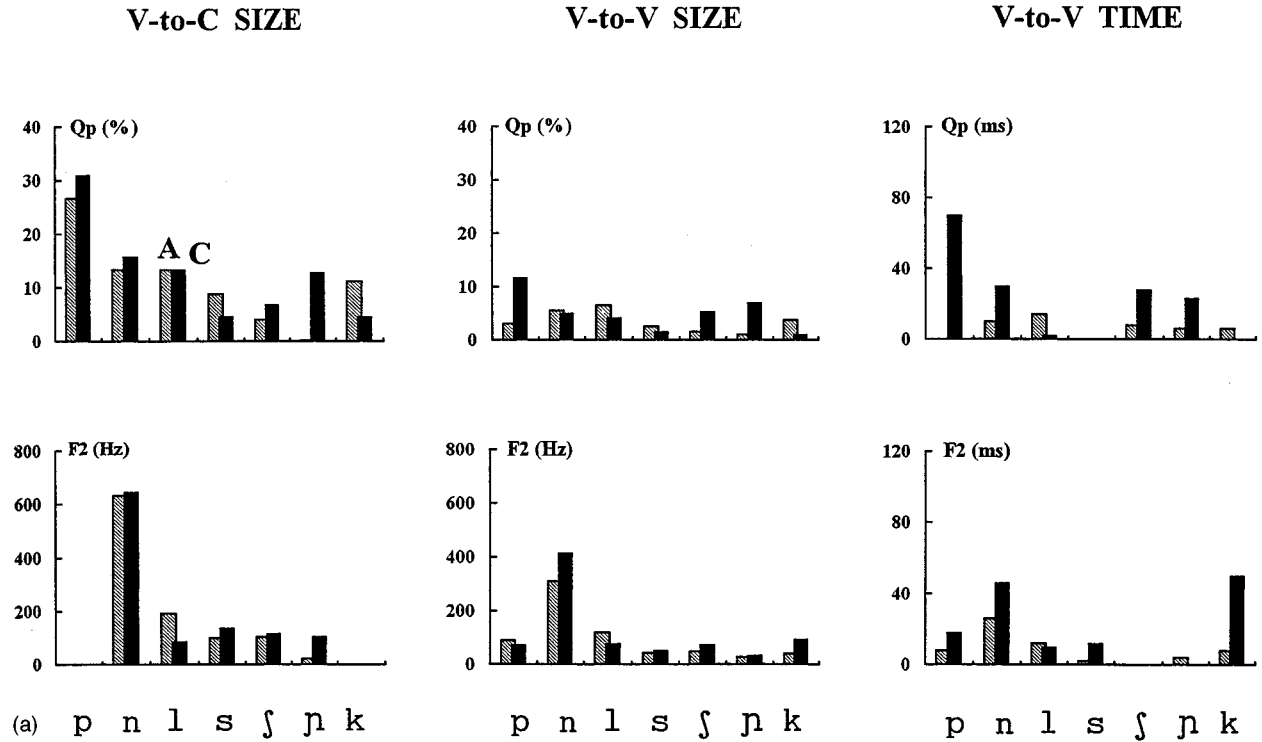 V-to-C SIZE V-to-V SIZE V-to-V TIME
Qp (%) Qp (%) Qp (ms)
40 40 120
30 30
80
20 20
A C
40
10 10
0 0 0
F2 (Hz) F2 (Hz) F2 (ms)
800 800 120
600 600
80
400 400
40
200 200
0 0 0
(a) p n l s ʃ ɲ k p n l s ʃ ɲ k p n l s ʃ ɲ k